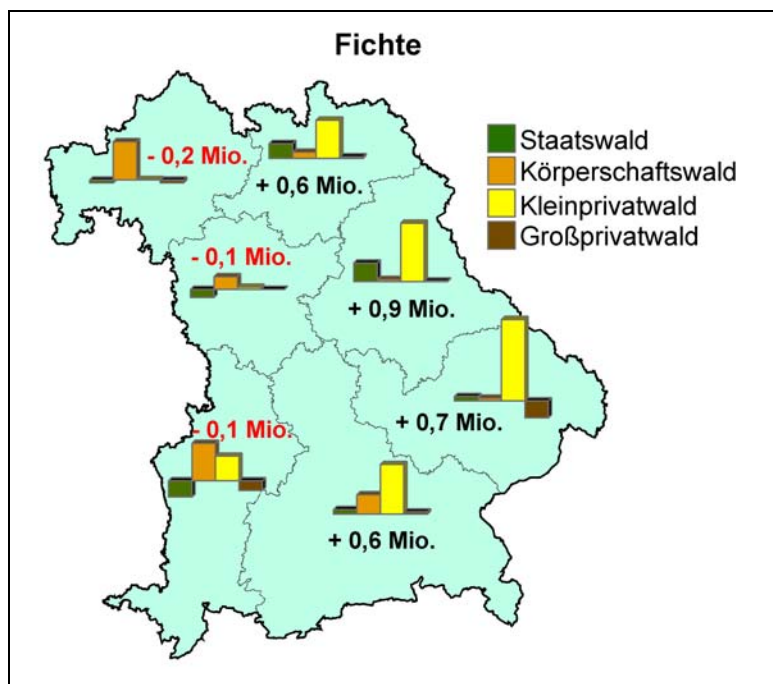 Fichte
Staatswald
Körperschaftswald
Kleinprivatwald
Großprivatwald
- 0,2 Mio.
+ 0,6 Mio.
- 0,1 Mio.
+ 0,9 Mio.
+ 0,7 Mio.
- 0,1 Mio.
+ 0,6 Mio.